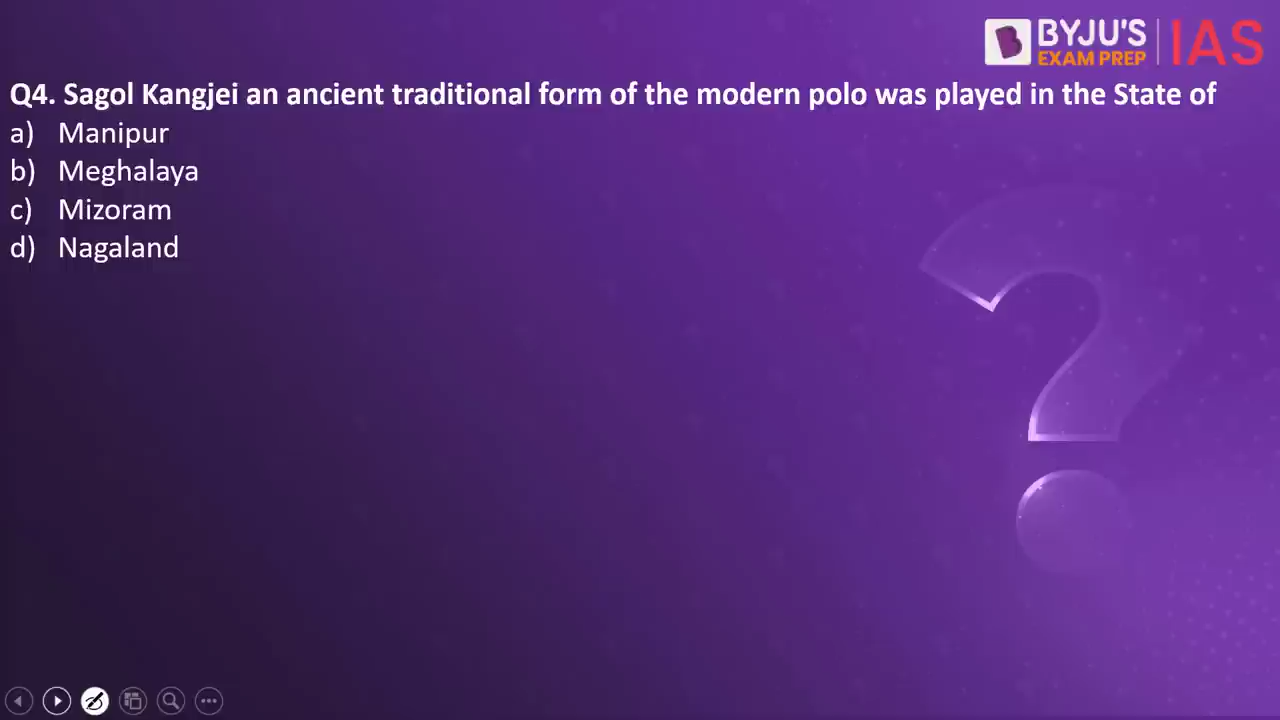 BYJU'S
EXAM PREP
IAS
Q4. Sagol Kangjei an ancient traditional form of the modern polo was played in the State of
a) Manipur
b) Meghalaya
c) Mizoram
d) Nagaland